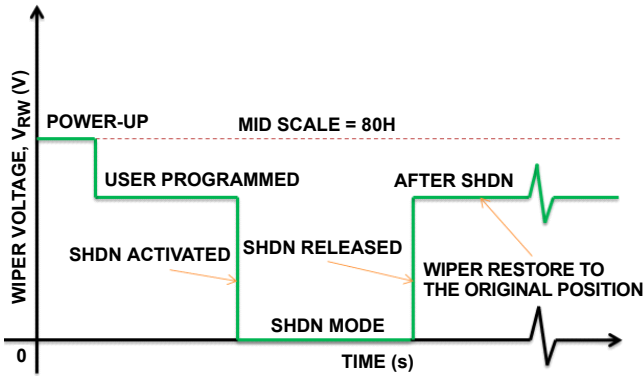 WIPER VOLTAGE, VRW (V)
POWER-UP
MID SCALE = 80H
USER PROGRAMMED
AFTER SHDN
SHDN ACTIVATED
SHDN RELEASED
WIPER RESTORE TO
THE ORIGINAL POSITION
SHDN MODE
0
TIME (s)